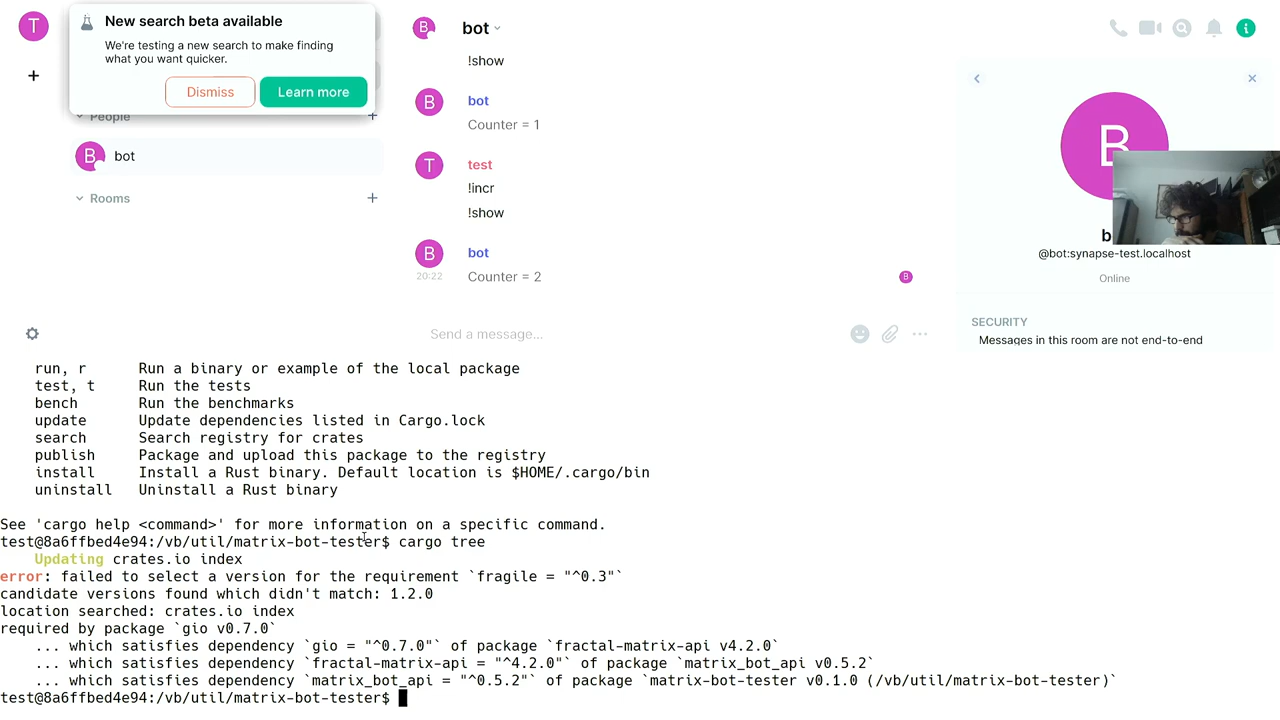 T
New search beta available
We're testing a new search to make finding
what you want quicker.
Dismiss
Learn more
+
People
+
B
bot
Rooms
+
B
bot
!show
B
bot
Counter = 1
T
test
!incr
!show
B
bot
20:22
Counter = 2
B
Send a message...
B
b
@bot:synapse-test.localhost
Online
SECURITY
Messages in this room are not end-to-end
run, r      Run a binary or example of the local package
test, t     Run the tests
bench       Run the benchmarks
update      Update dependencies listed in Cargo.lock
search      Search registry for crates
publish     Package and upload this package to the registry
install     Install a Rust binary. Default location is $HOME/.cargo/bin
uninstall   Uninstall a Rust binary
See 'cargo help <command>' for more information on a specific command.
test@8a6ffbed4e94:/vb/util/matrix-bot-tester$ cargo tree
Updating crates.io index
error: failed to select a version for the requirement `fragile = "^0.3"`
candidate versions found which didn't match: 1.2.0
location searched: crates.io index
required by package `gio v0.7.0`
... which satisfies dependency `gio = "^0.7.0"` of package `fractal-matrix-api v4.2.0`
... which satisfies dependency `fractal-matrix-api = "^4.2.0"` of package `matrix_bot_api v0.5.2`
... which satisfies dependency `matrix_bot_api = "^0.5.2"` of package `matrix-bot-tester v0.1.0 (/vb/util/matrix-bot-tester)`
test@8a6ffbed4e94:/vb/util/matrix-bot-tester$